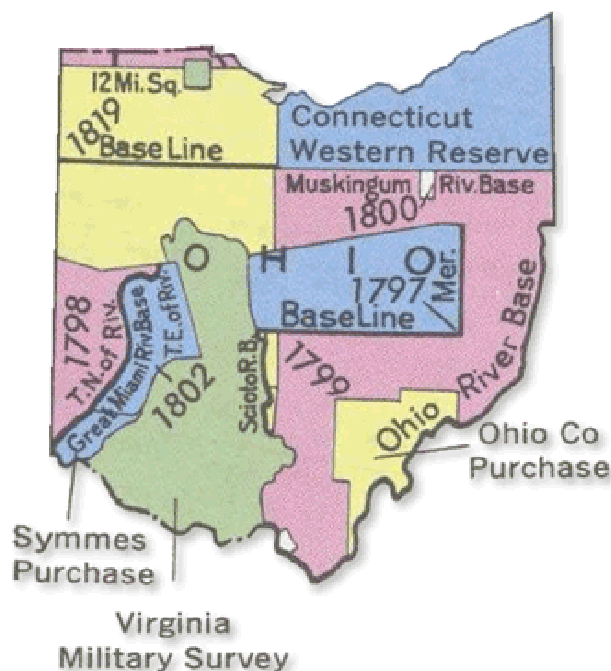 12 Mi. Sq.
1819
Base Line
Connecticut
Western Reserve
Muskingum Riv. Base
1800
O H I O
1797
Mer.
Base Line
1798
T.N. of Riv.
Great Miami Riv. Base
T.E. of Riv.
1802
Scioto R.B.
1799
Ohio River Base
Ohio Co
Purchase
Symmes
Purchase
Virginia
Military Survey